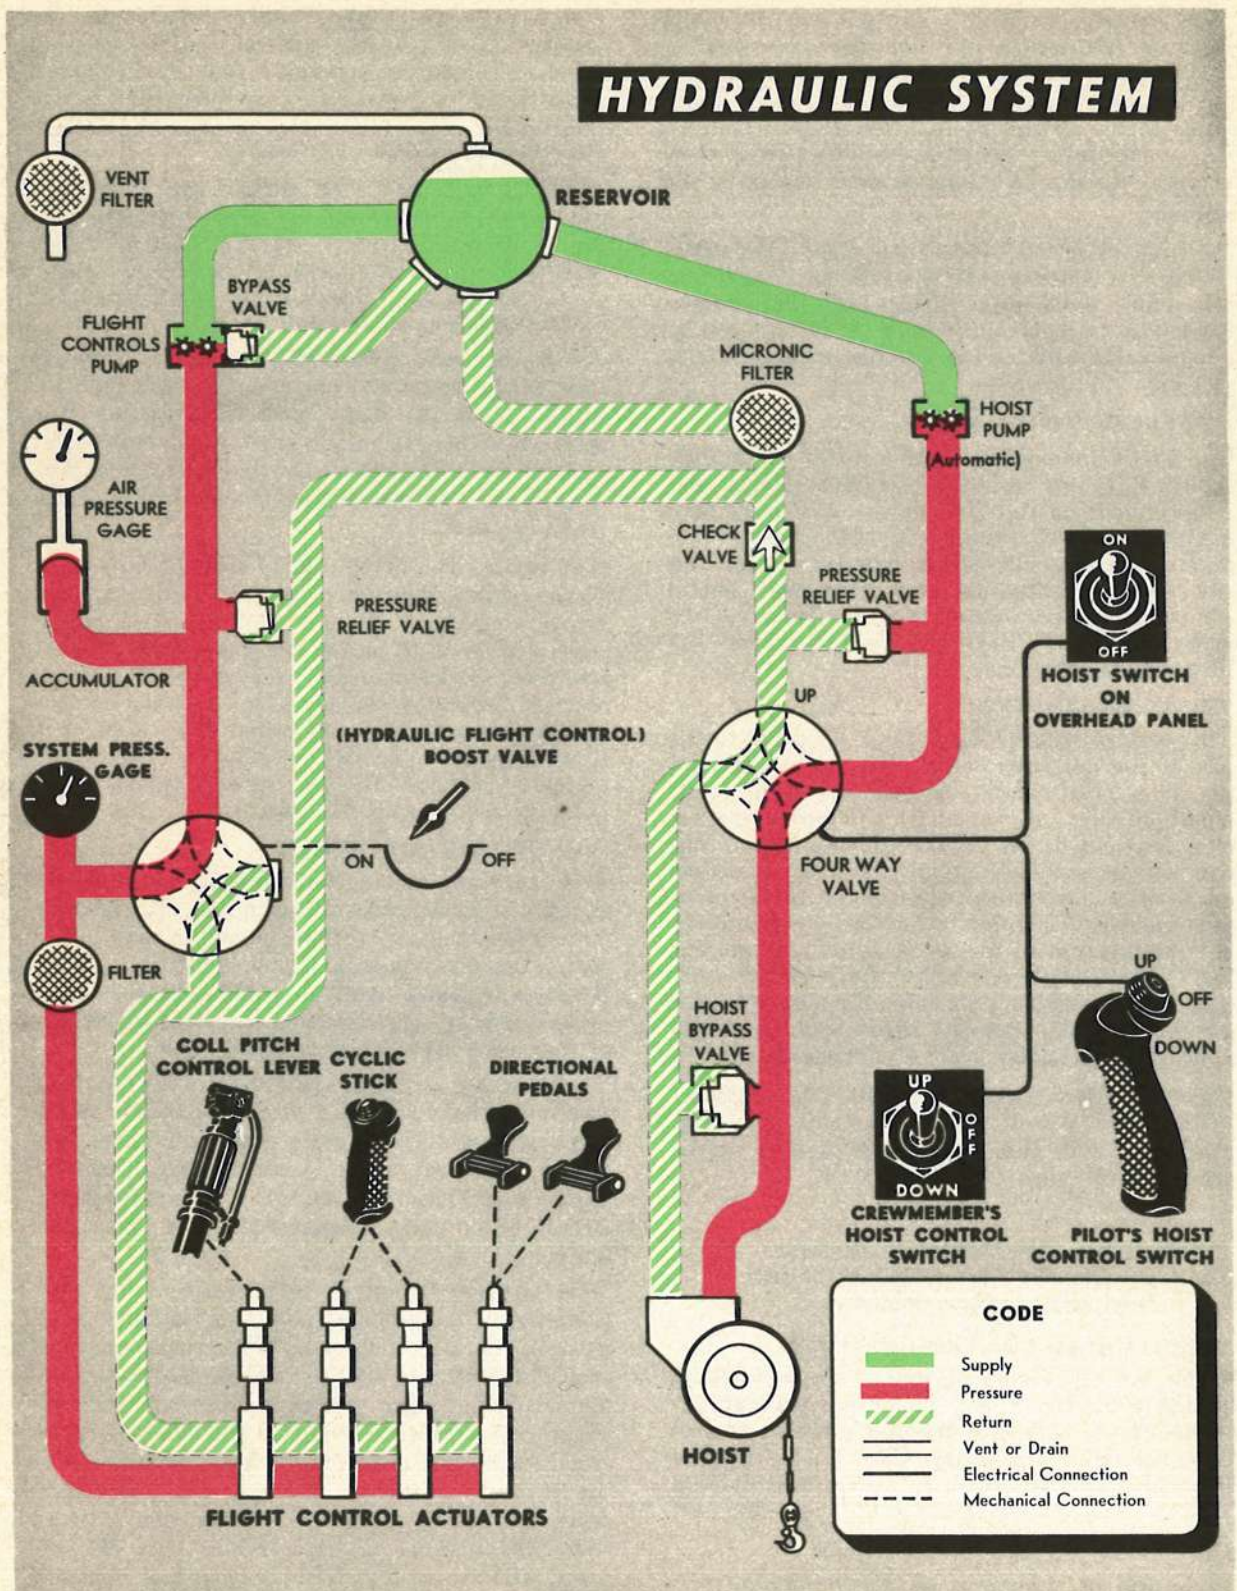 HYDRAULIC SYSTEM
VENT
FILTER
RESERVOIR
BYPASS
VALVE
FLIGHT
CONTROLS
PUMP
MICRONIC
FILTER
HOIST
PUMP
(Automatic)
AIR
PRESSURE
GAGE
CHECK
VALVE
ON
OFF
HOIST SWITCH
ON
OVERHEAD PANEL
PRESSURE
RELIEF VALVE
PRESSURE
RELIEF VALVE
ACCUMULATOR
UP
SYSTEM PRESS.
GAGE
(HYDRAULIC FLIGHT CONTROL)
BOOST VALVE
ON
OFF
FOUR WAY
VALVE
FILTER
UP
OFF
DOWN
HOIST
BYPASS
VALVE
COLL PITCH
CONTROL LEVER
CYCLIC
STICK
DIRECTIONAL
PEDALS
UP
OFF
DOWN
CREWMEMBER'S
HOIST CONTROL
SWITCH
PILOT'S HOIST
CONTROL SWITCH
HOIST
FLIGHT CONTROL ACTUATORS
CODE
Supply
Pressure
Return
Vent or Drain
Electrical Connection
Mechanical Connection